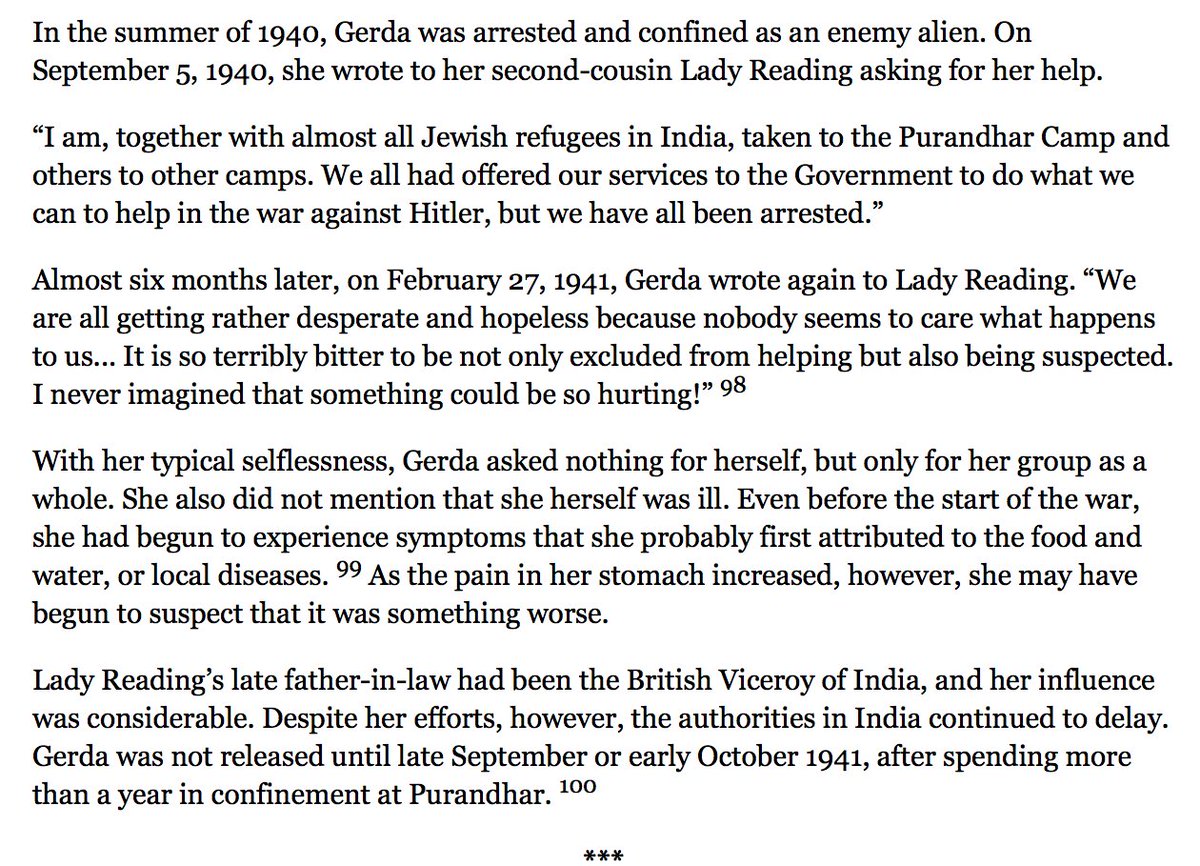 In the summer of 1940, Gerda was arrested and confined as an enemy alien. On
September 5, 1940, she wrote to her second-cousin Lady Reading asking for her help.
“I am, together with almost all Jewish refugees in India, taken to the Purandhar Camp and
others to other camps. We all had offered our services to the Government to do what we
can to help in the war against Hitler, but we have all been arrested.”
Almost six months later, on February 27, 1941, Gerda wrote again to Lady Reading. “We
are all getting rather desperate and hopeless because nobody seems to care what happens
to us... It is so terribly bitter to be not only excluded from helping but also being suspected.
I never imagined that something could be so hurting!” 98
With her typical selflessness, Gerda asked nothing for herself, but only for her group as a
whole. She also did not mention that she herself was ill. Even before the start of the war,
she had begun to experience symptoms that she probably first attributed to the food and
water, or local diseases. 99 As the pain in her stomach increased, however, she may have
begun to suspect that it was something worse.
Lady Reading’s late father-in-law had been the British Viceroy of India, and her influence
was considerable. Despite her efforts, however, the authorities in India continued to delay.
Gerda was not released until late September or early October 1941, after spending more
than a year in confinement at Purandhar. 100
***